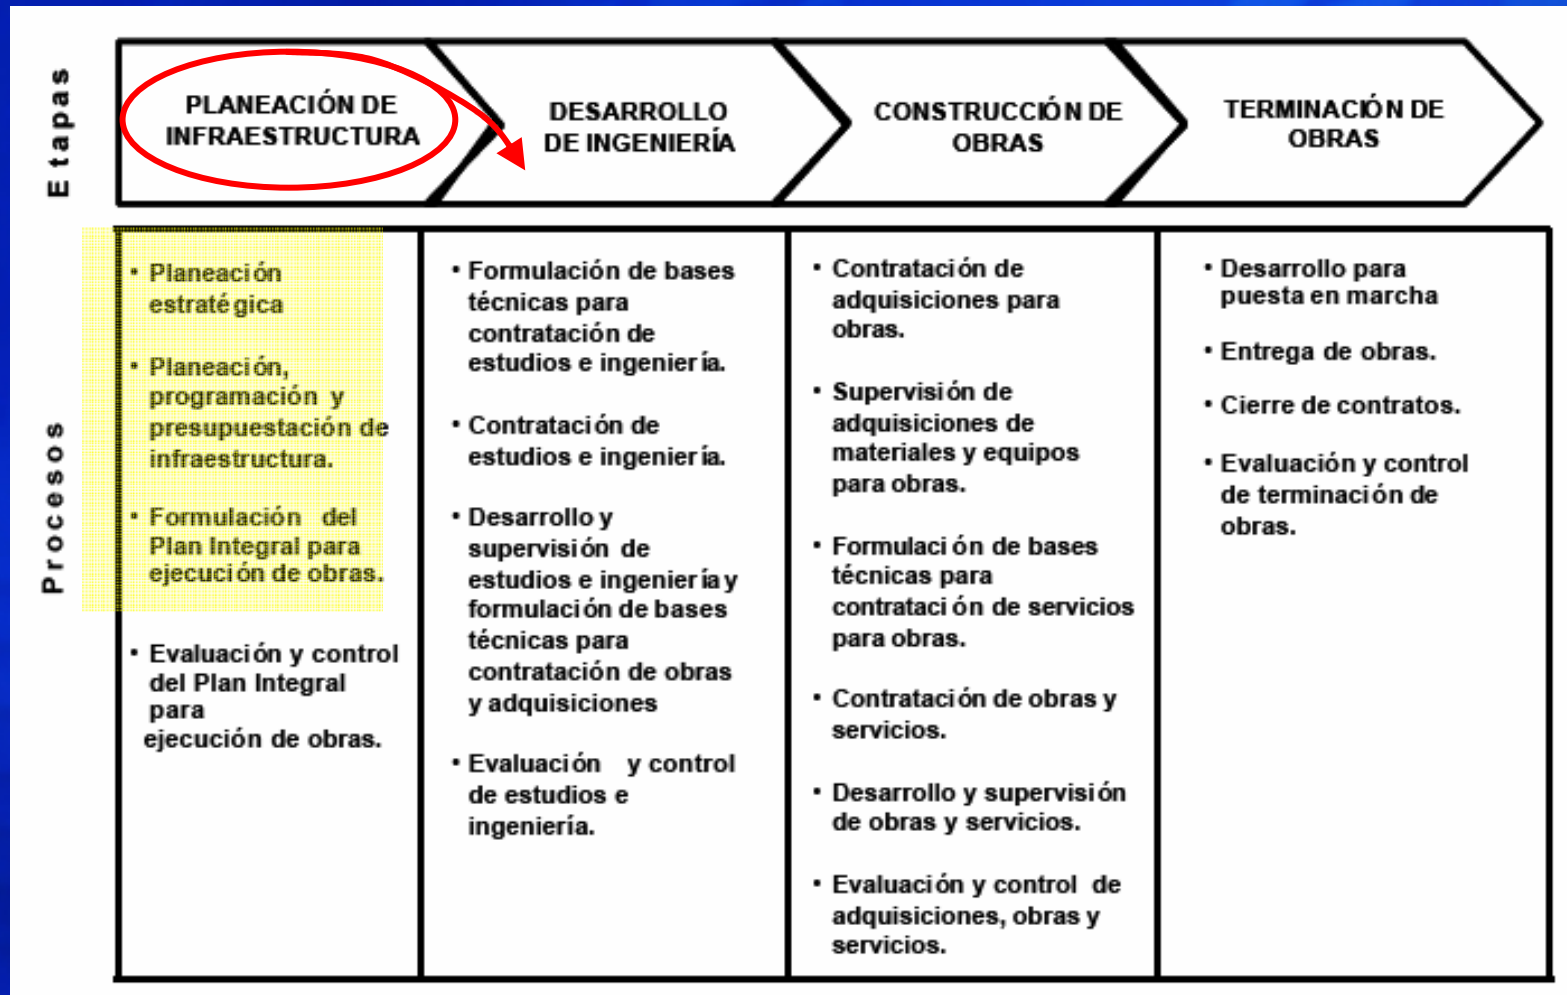 Etapas
PLANEACIÓN DE
INFRAESTRUCTURA
DESARROLLO
DE INGENIERÍA
CONSTRUCCIÓN DE
OBRAS
TERMINACIÓN DE
OBRAS
Procesos
• Planeación
estratégica
• Planeación,
programación y
presupuestación de
infraestructura.
• Formulación del
Plan Integral para
ejecución de obras.
• Evaluación y control
del Plan Integral
para
ejecución de obras.
• Formulación de bases
técnicas para
contratación de
estudios e ingeniería.
• Contratación de
estudios e ingeniería.
• Desarrollo y
supervisión de
estudios e ingeniería y
formulación de bases
técnicas para
contratación de obras
y adquisiciones
• Evaluación y control
de estudios e
ingeniería.
• Contratación de
adquisiciones para
obras.
• Supervisión de
adquisiciones de
materiales y equipos
para obras.
• Formulación de bases
técnicas para
contratación de servicios
para obras.
• Contratación de obras y
servicios.
• Desarrollo y supervisión
de obras y servicios.
• Evaluación y control de
adquisiciones, obras y
servicios.
• Desarrollo para
puesta en marcha
• Entrega de obras.
• Cierre de contratos.
• Evaluación y control
de terminación de
obras.